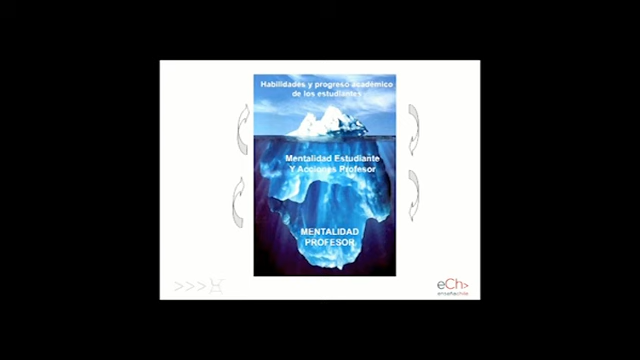 Habilidades y progreso académico
de los estudiantes
Mentalidad Estudiante
Y Acciones Profesor
MENTALIDAD
PROFESOR
>>>
eCh>
enseñachile